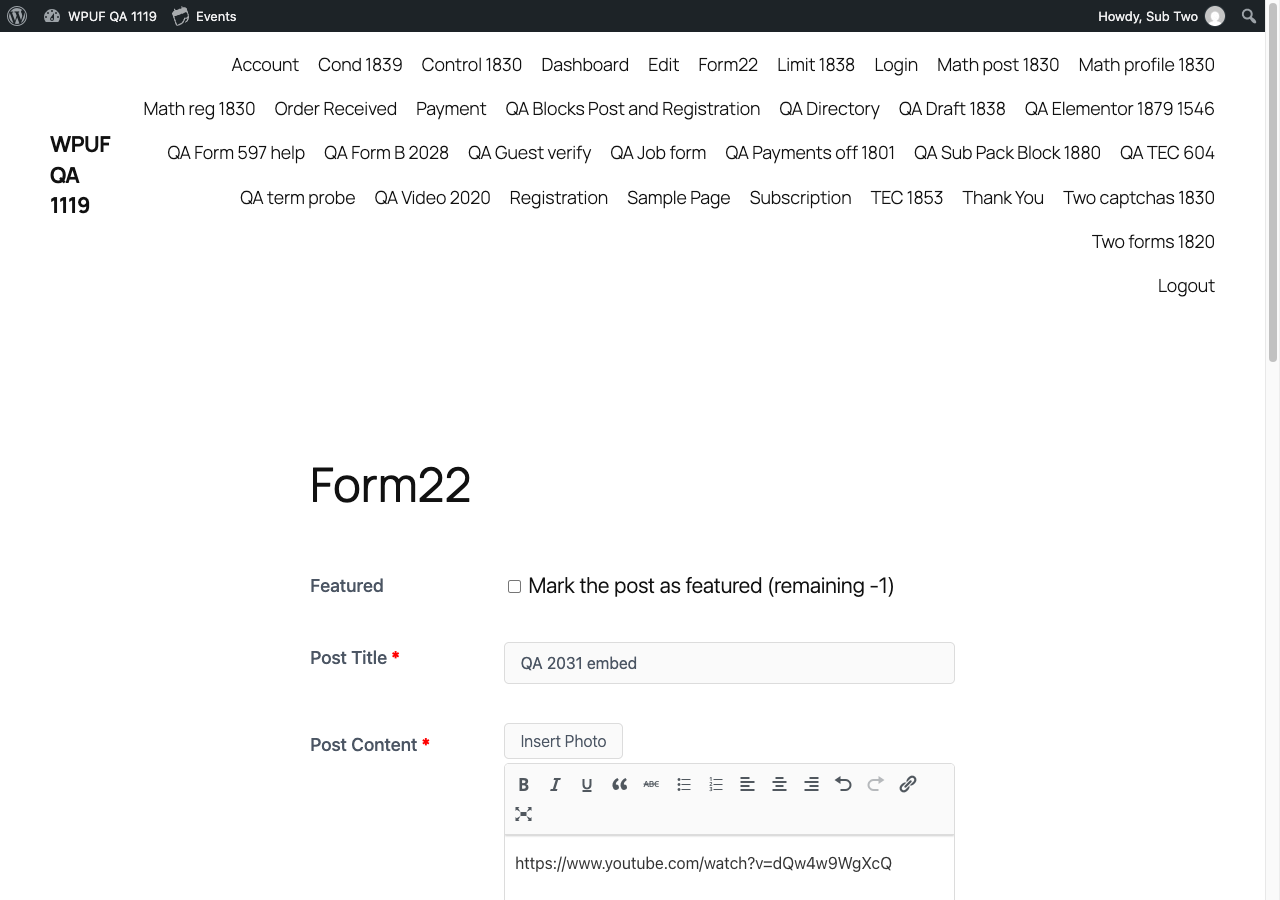 WPUF QA 1119 Events Howdy, Sub Two
Account Cond 1839 Control 1830 Dashboard Edit Form22 Limit 1838 Login Math post 1830 Math profile 1830
Math reg 1830 Order Received Payment QA Blocks Post and Registration QA Directory QA Draft 1838 QA Elementor 1879 1546
WPUF
QA
1119
QA Form 597 help QA Form B 2028 QA Guest verify QA Job form QA Payments off 1801 QA Sub Pack Block 1880 QA TEC 604
QA term probe QA Video 2020 Registration Sample Page Subscription TEC 1853 Thank You Two captchas 1830
Two forms 1820
Logout
Form22
Featured Mark the post as featured (remaining -1)
Post Title * QA 2031 embed
Post Content * Insert Photo
B I U ABC
https://www.youtube.com/watch?v=dQw4w9WgXcQ